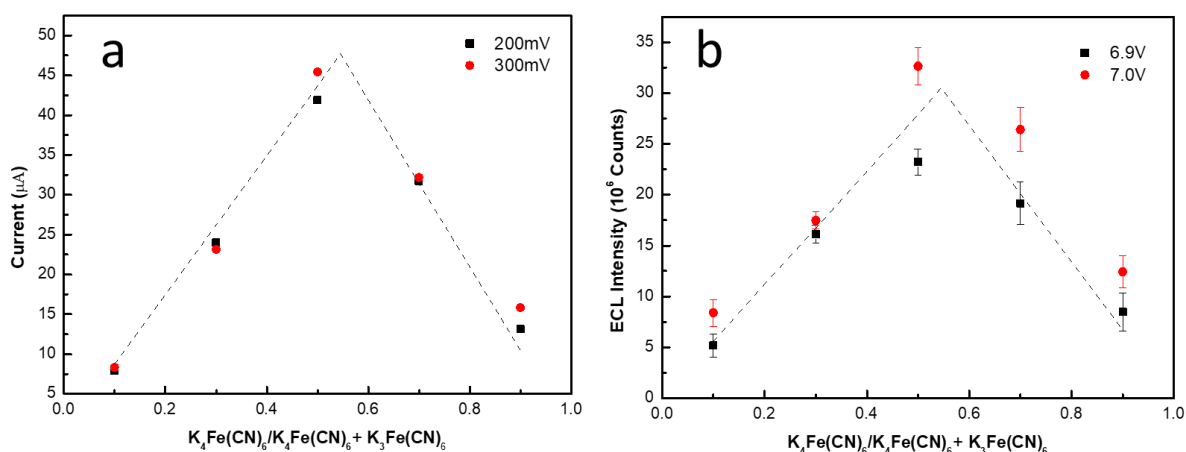 a
200mV
300mV
50
45
40
35
30
25
20
15
10
5
Current (μA)
0.0 0.2 0.4 0.6 0.8 1.0
K₄Fe(CN)₆/K₄Fe(CN)₆+ K₃Fe(CN)₆
b
6.9V
7.0V
35
30
25
20
15
10
5
0
ECL Intensity (10⁶ Counts)
0.0 0.2 0.4 0.6 0.8 1.0
K₄Fe(CN)₆/K₄Fe(CN)₆+ K₃Fe(CN)₆